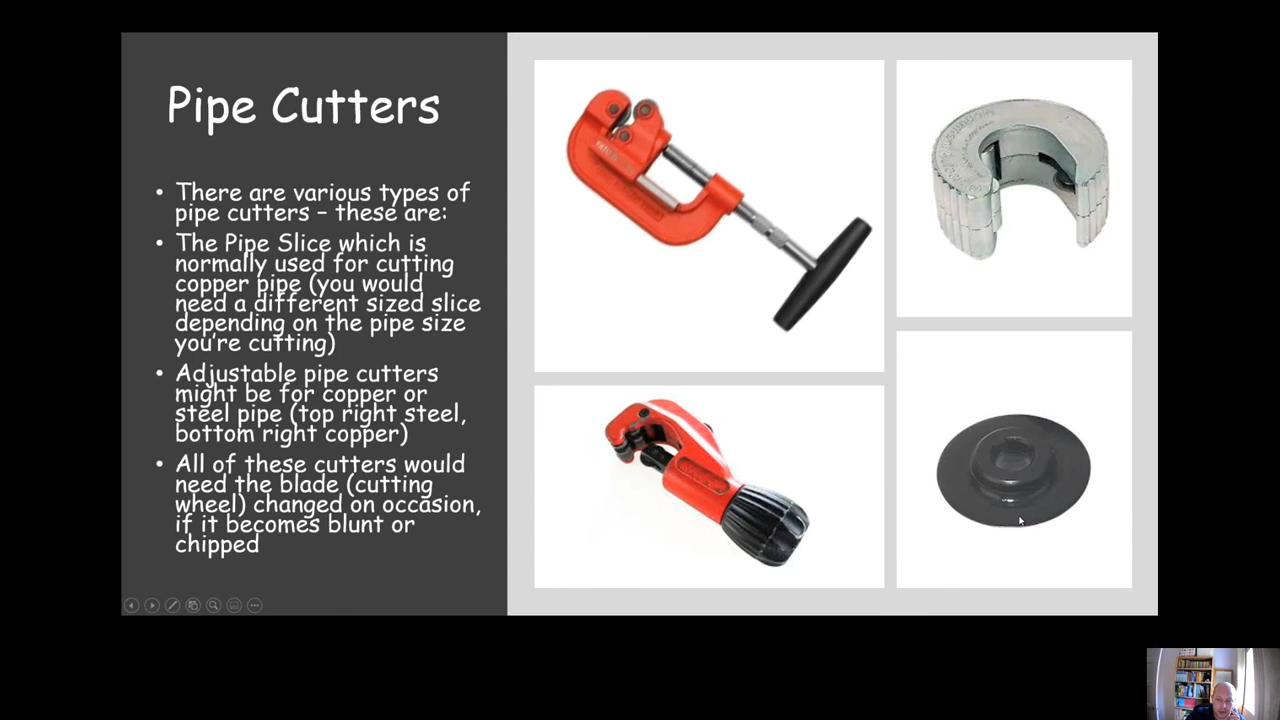 Pipe Cutters
• There are various types of
pipe cutters – these are:
• The Pipe Slice which is
normally used for cutting
copper pipe (you would
need a different sized slice
depending on the pipe size
you're cutting)
• Adjustable pipe cutters
might be for copper or
steel pipe (top right steel,
bottom right copper)
• All of these cutters would
need the blade (cutting
wheel) changed on occasion,
if it becomes blunt or
chipped